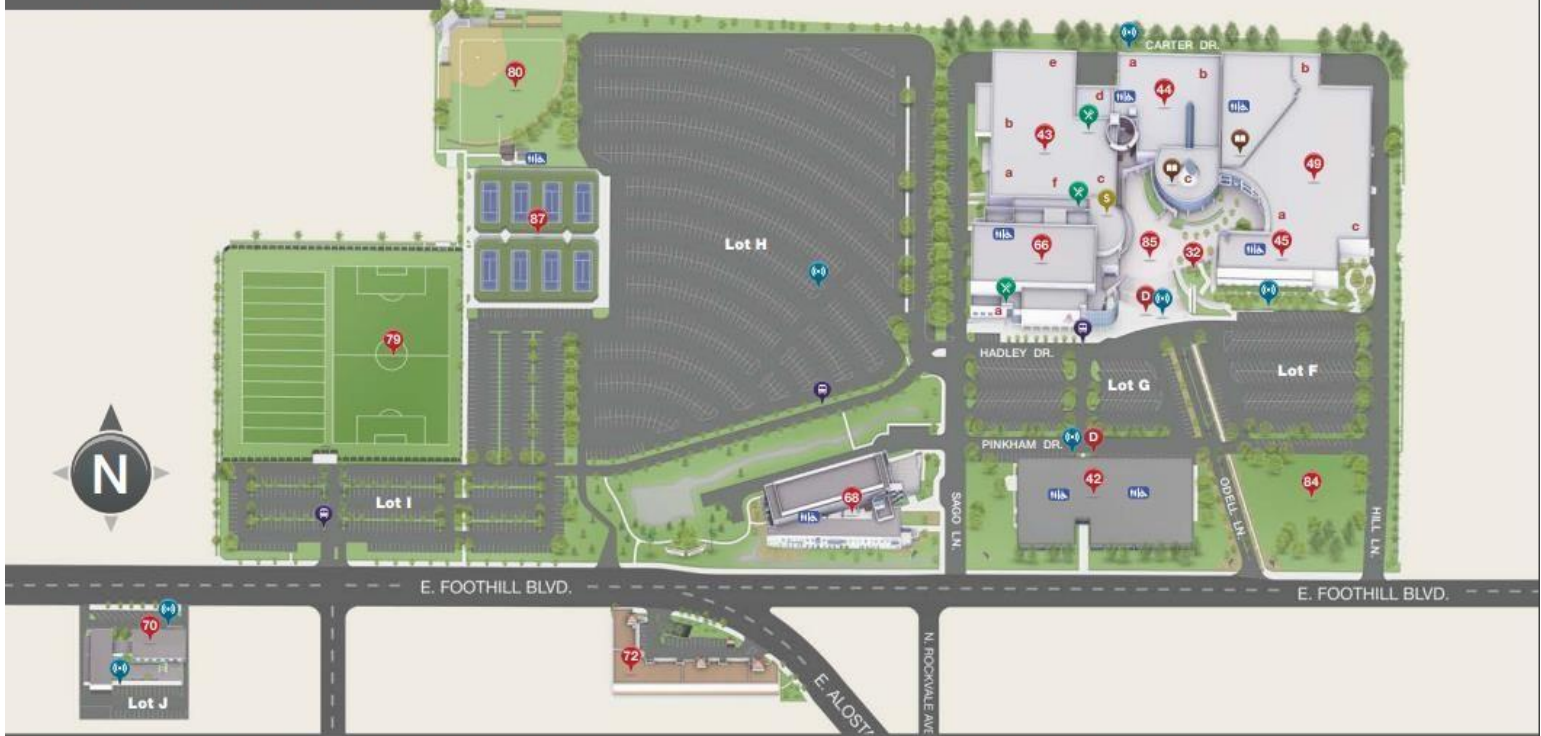 CARTER DR.
e
a
b
b
80
44
d
b
43
c
49
87
a
f
c
S
a
c
Lot H
66
85
32
45
D
a
79
HADLEY DR.
Lot G
Lot F
PINKHAM DR.
D
N
42
84
68
Lot I
SAGO LN.
ODELL LN.
HILL LN.
E. FOOTHILL BLVD.
E. FOOTHILL BLVD.
70
72
Lot J
E. ALOSTA
N. ROCKVALE AVE